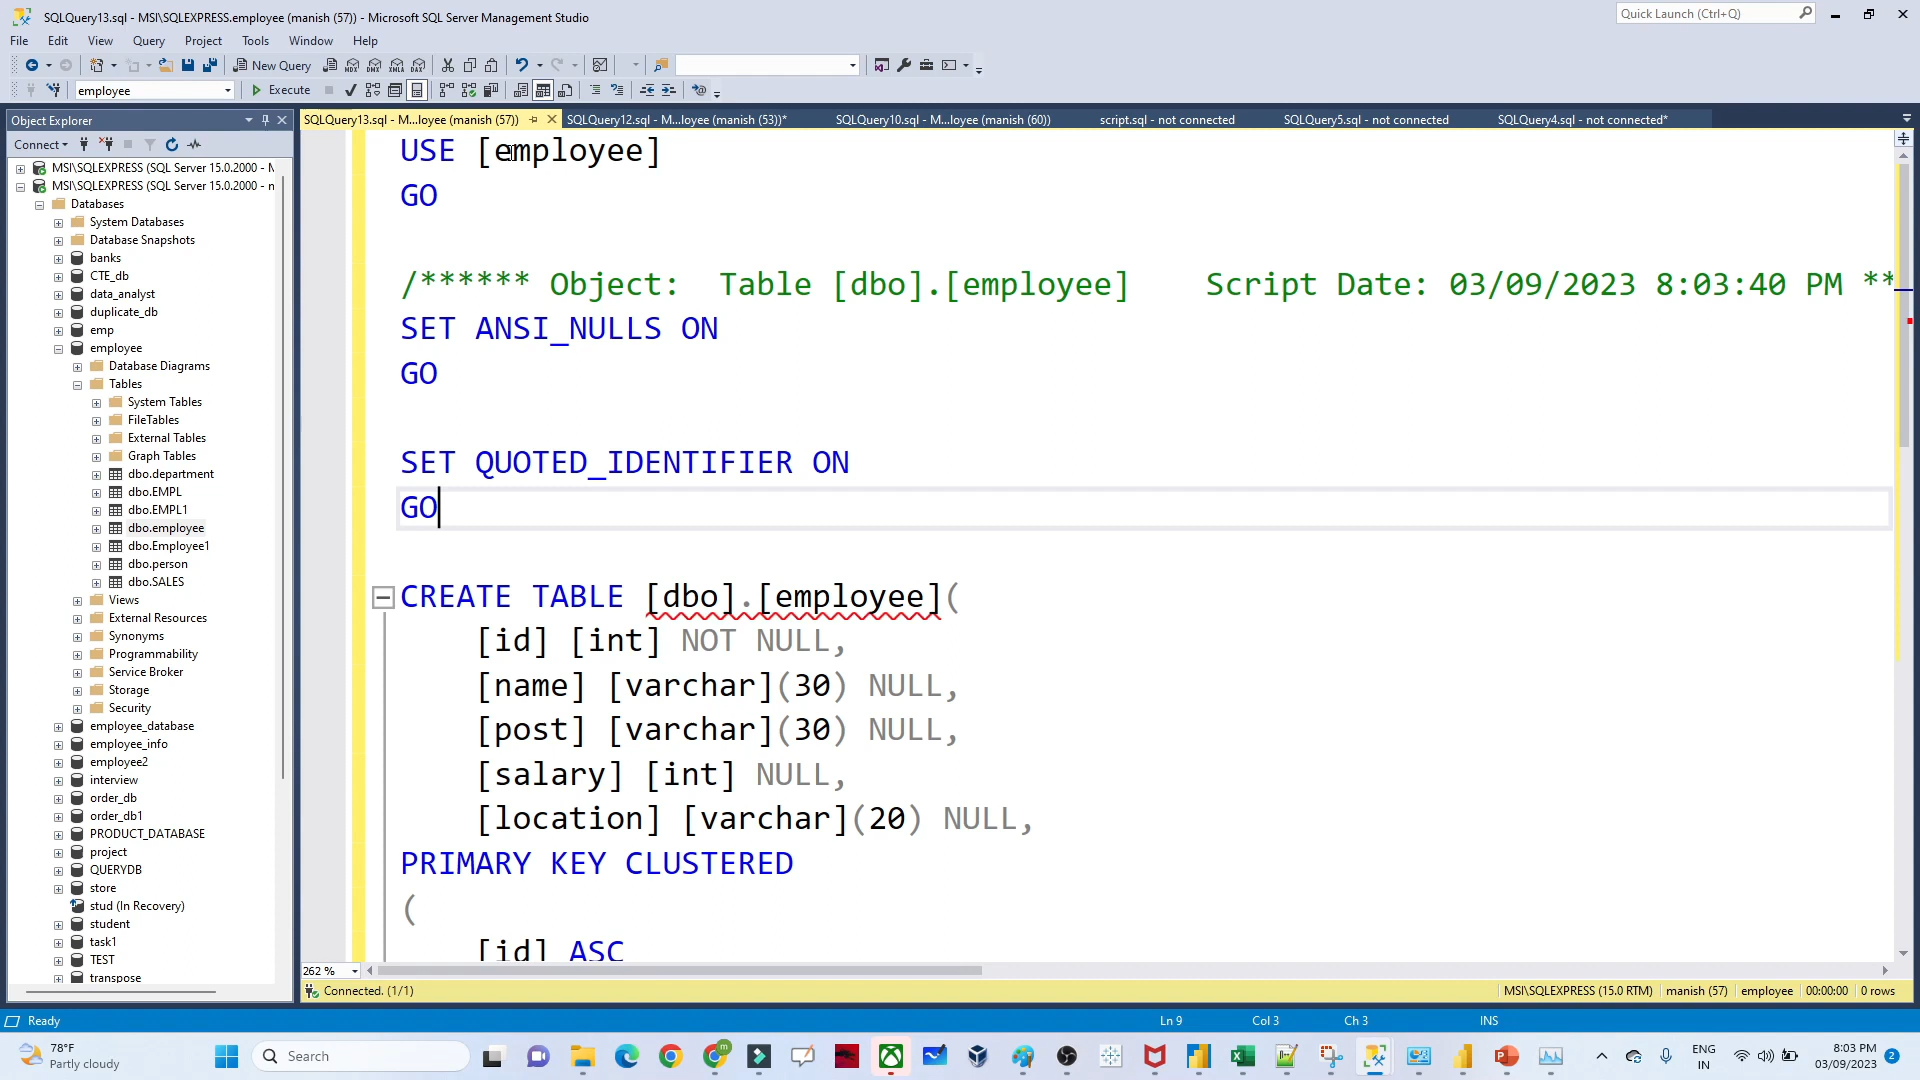 SQLQuery13.sql - MSI\SQLEXPRESS.employee (manish (57)) - Microsoft SQL Server Management Studio
Quick Launch (Ctrl+Q)
File Edit View Query Project Tools Window Help
New Query
employee
Execute
Object Explorer
SQLQuery13.sql - M...loyee (manish (57))
SQLQuery12.sql - M...loyee (manish (53))*
SQLQuery10.sql - M...loyee (manish (60))
script.sql - not connected
SQLQuery5.sql - not connected
SQLQuery4.sql - not connected*
Connect
MSI\SQLEXPRESS (SQL Server 15.0.2000 - M
MSI\SQLEXPRESS (SQL Server 15.0.2000 - m
Databases
System Databases
Database Snapshots
banks
CTE_db
data_analyst
duplicate_db
emp
employee
Database Diagrams
Tables
System Tables
FileTables
External Tables
Graph Tables
dbo.department
dbo.EMPL
dbo.EMPL1
dbo.employee
dbo.Employee1
dbo.person
dbo.SALES
Views
External Resources
Synonyms
Programmability
Service Broker
Storage
Security
employee_database
employee_info
employee2
interview
order_db
order_db1
PRODUCT_DATABASE
project
QUERYDB
store
stud (In Recovery)
student
task1
TEST
transpose
USE [employee]
GO
/****** Object:  Table [dbo].[employee]    Script Date: 03/09/2023 8:03:40 PM **
SET ANSI_NULLS ON
GO
SET QUOTED_IDENTIFIER ON
GO
CREATE TABLE [dbo].[employee](
[id] [int] NOT NULL,
[name] [varchar](30) NULL,
[post] [varchar](30) NULL,
[salary] [int] NULL,
[location] [varchar](20) NULL,
PRIMARY KEY CLUSTERED
(
[id] ASC
262 %
Connected. (1/1)
MSI\SQLEXPRESS (15.0 RTM) manish (57) employee 00:00:00 0 rows
Ready
Ln 9 Col 3 Ch 3 INS
78°F
Partly cloudy
Search
ENG
IN
8:03 PM
03/09/2023
2